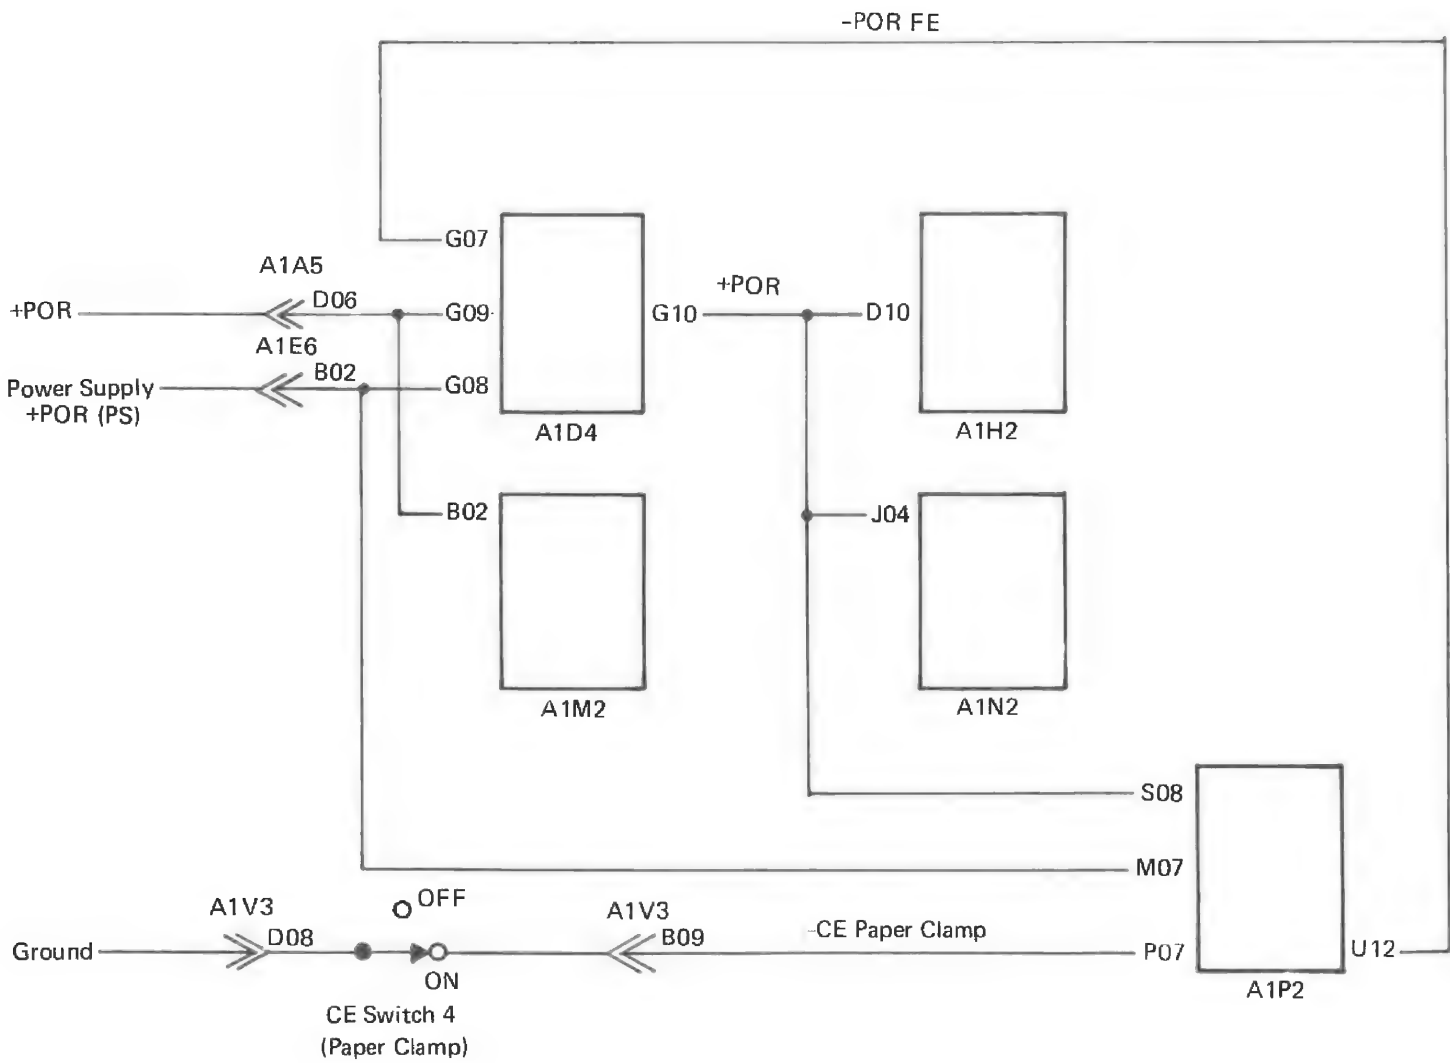 -POR FE
G07
A1A5
D06
+POR
G09
+POR
G10
D10
A1E6
B02
Power Supply
+POR (PS)
G08
A1D4
A1H2
B02
J04
A1M2
A1N2
S08
M07
OFF
A1V3
D08
A1V3
B09
-CE Paper Clamp
Ground
P07
U12
ON
A1P2
CE Switch 4
(Paper Clamp)